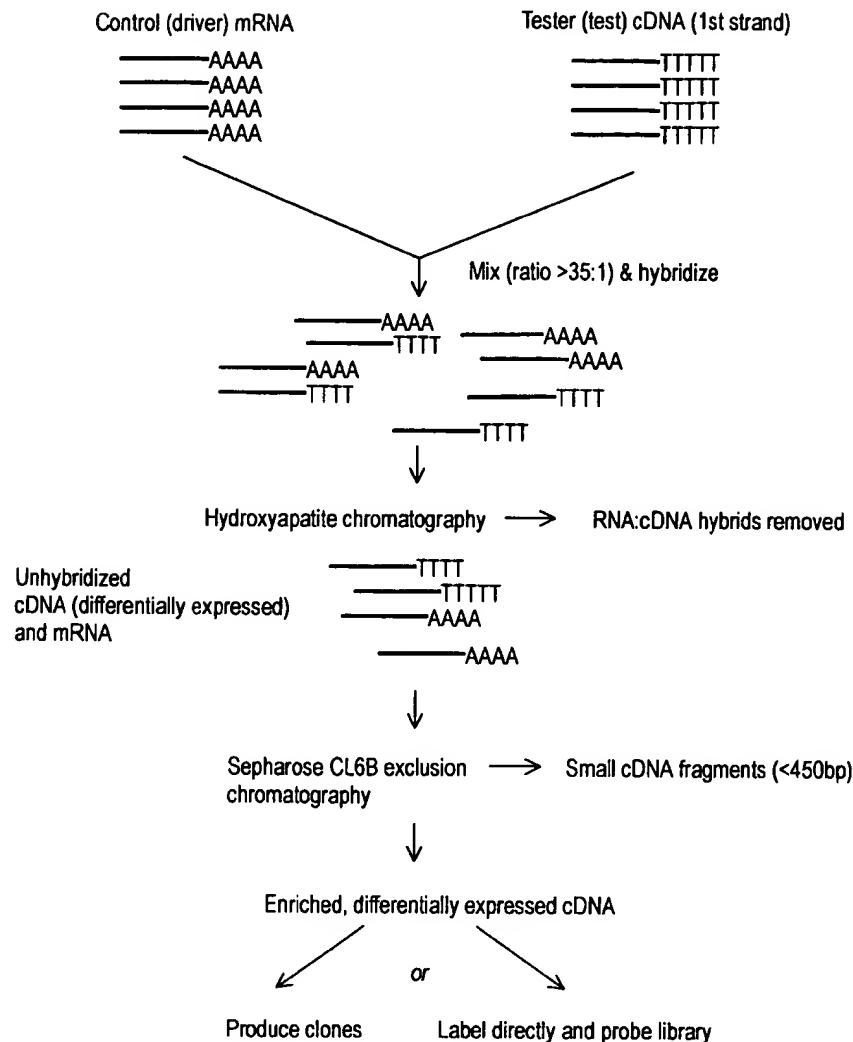 Control (driver) mRNA
Tester (test) cDNA (1st strand)
AAAA
AAAA
AAAA
AAAA
TTTTT
TTTTT
TTTTT
TTTTT
Mix (ratio >35:1) & hybridize
AAAA
TTTT
AAAA
AAAA
AAAA
TTTT
TTTT
TTTT
Hydroxyapatite chromatography
RNA:cDNA hybrids removed
Unhybridized
cDNA (differentially expressed)
and mRNA
TTTT
TTTTT
AAAA
AAAA
Sepharose CL6B exclusion
chromatography
Small cDNA fragments (<450bp)
Enriched, differentially expressed cDNA
or
Produce clones
Label directly and probe library